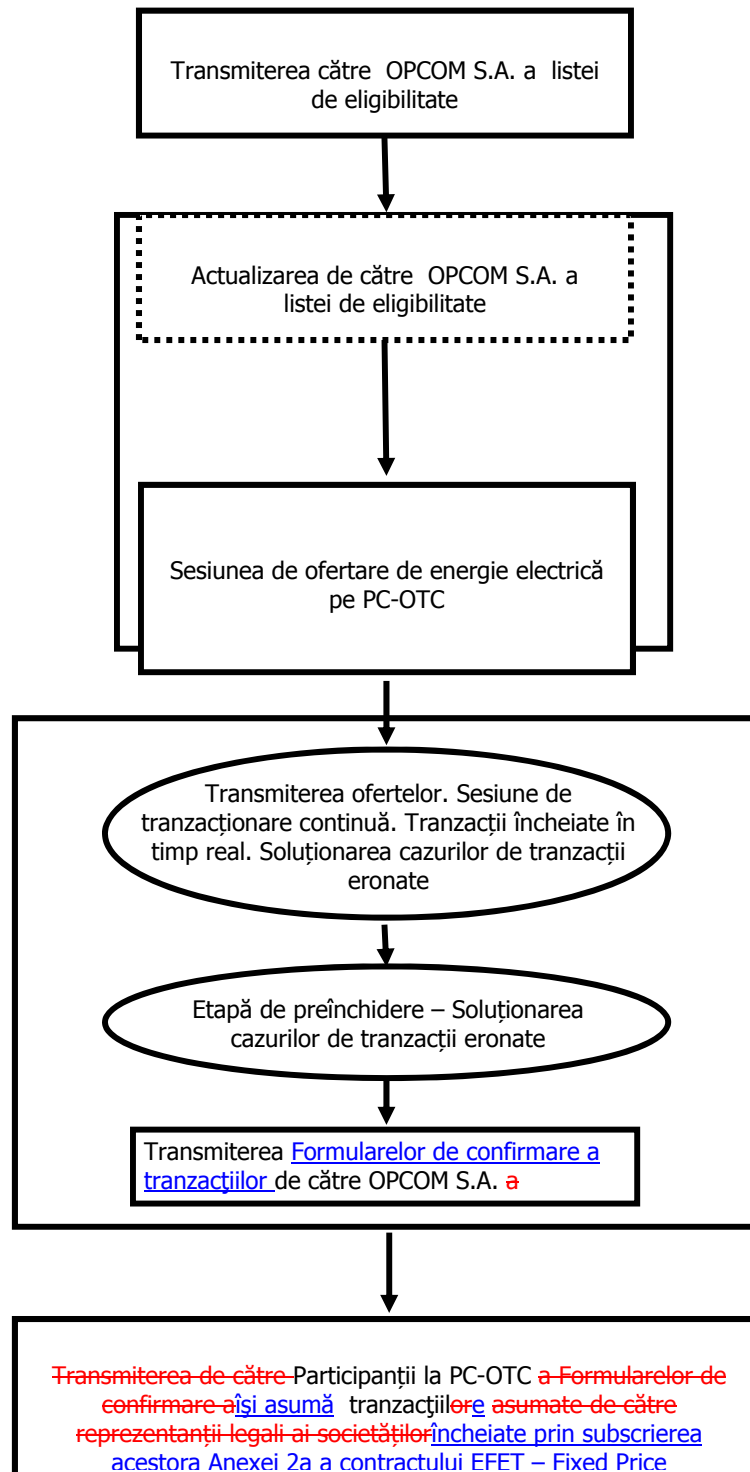 Transmiterea către OPCOM S.A. a listei
de eligibilitate
Actualizarea de către OPCOM S.A. a
listei de eligibilitate
Sesiunea de ofertare de energie electrică
pe PC-OTC
Transmiterea ofertelor. Sesiune de
tranzacționare continuă. Tranzacții încheiate în
timp real. Soluționarea cazurilor de tranzacții
eronate
Etapă de preînchidere – Soluționarea
cazurilor de tranzacții eronate
Transmiterea Formularelor de confirmare a
tranzacţiilor de către OPCOM S.A. a
Transmiterea de către Participanții la PC-OTC a Formularelor de
confirmare aîşi asumă tranzacţiilore asumate de către
reprezentanții legali ai societăţilorîncheiate prin subscrierea
acestora Anexei 2a a contractului EFET – Fixed Price